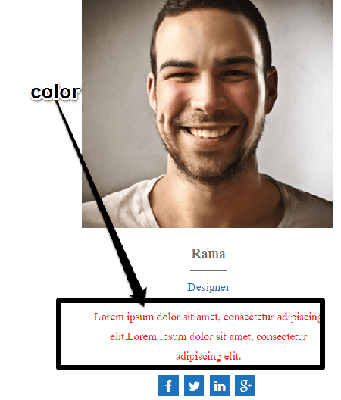 color
Rama
Designer
Lorem ipsum dolor sit amet, consectetur adipiscing
elit.Lorem ipsum dolor sit amet, consectetur
adipiscing elit.
f
in
g+